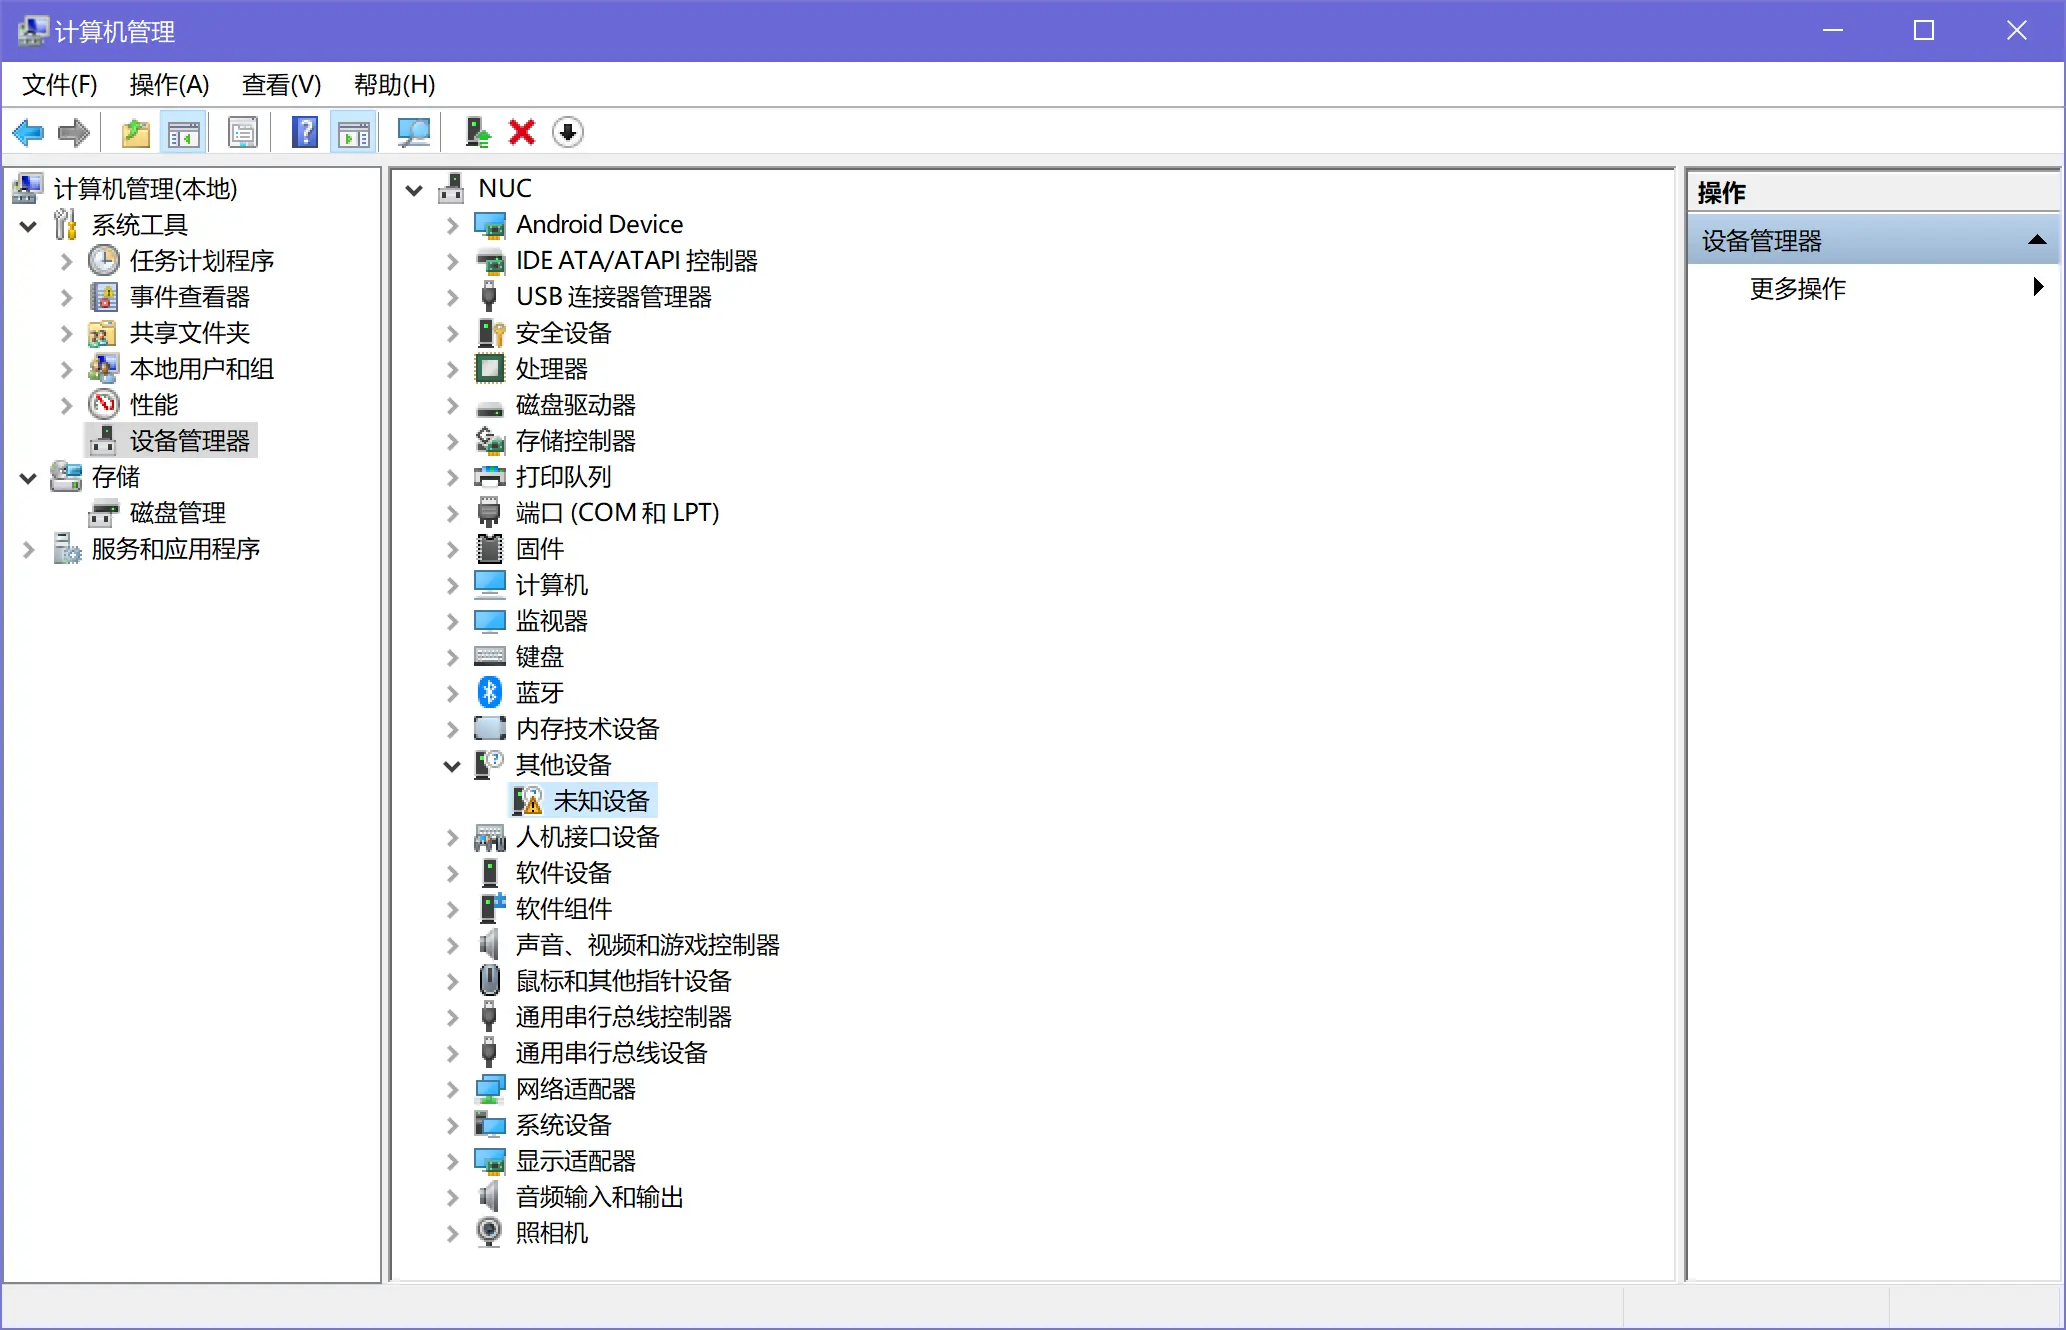 计算机管理
文件(F) 操作(A) 查看(V) 帮助(H)
计算机管理(本地)
系统工具
任务计划程序
事件查看器
共享文件夹
本地用户和组
性能
设备管理器
存储
磁盘管理
服务和应用程序
NUC
Android Device
IDE ATA/ATAPI 控制器
USB 连接器管理器
安全设备
处理器
磁盘驱动器
存储控制器
打印队列
端口 (COM 和 LPT)
固件
计算机
监视器
键盘
蓝牙
内存技术设备
其他设备
未知设备
人机接口设备
软件设备
软件组件
声音、视频和游戏控制器
鼠标和其他指针设备
通用串行总线控制器
通用串行总线设备
网络适配器
系统设备
显示适配器
音频输入和输出
照相机
操作
设备管理器
更多操作